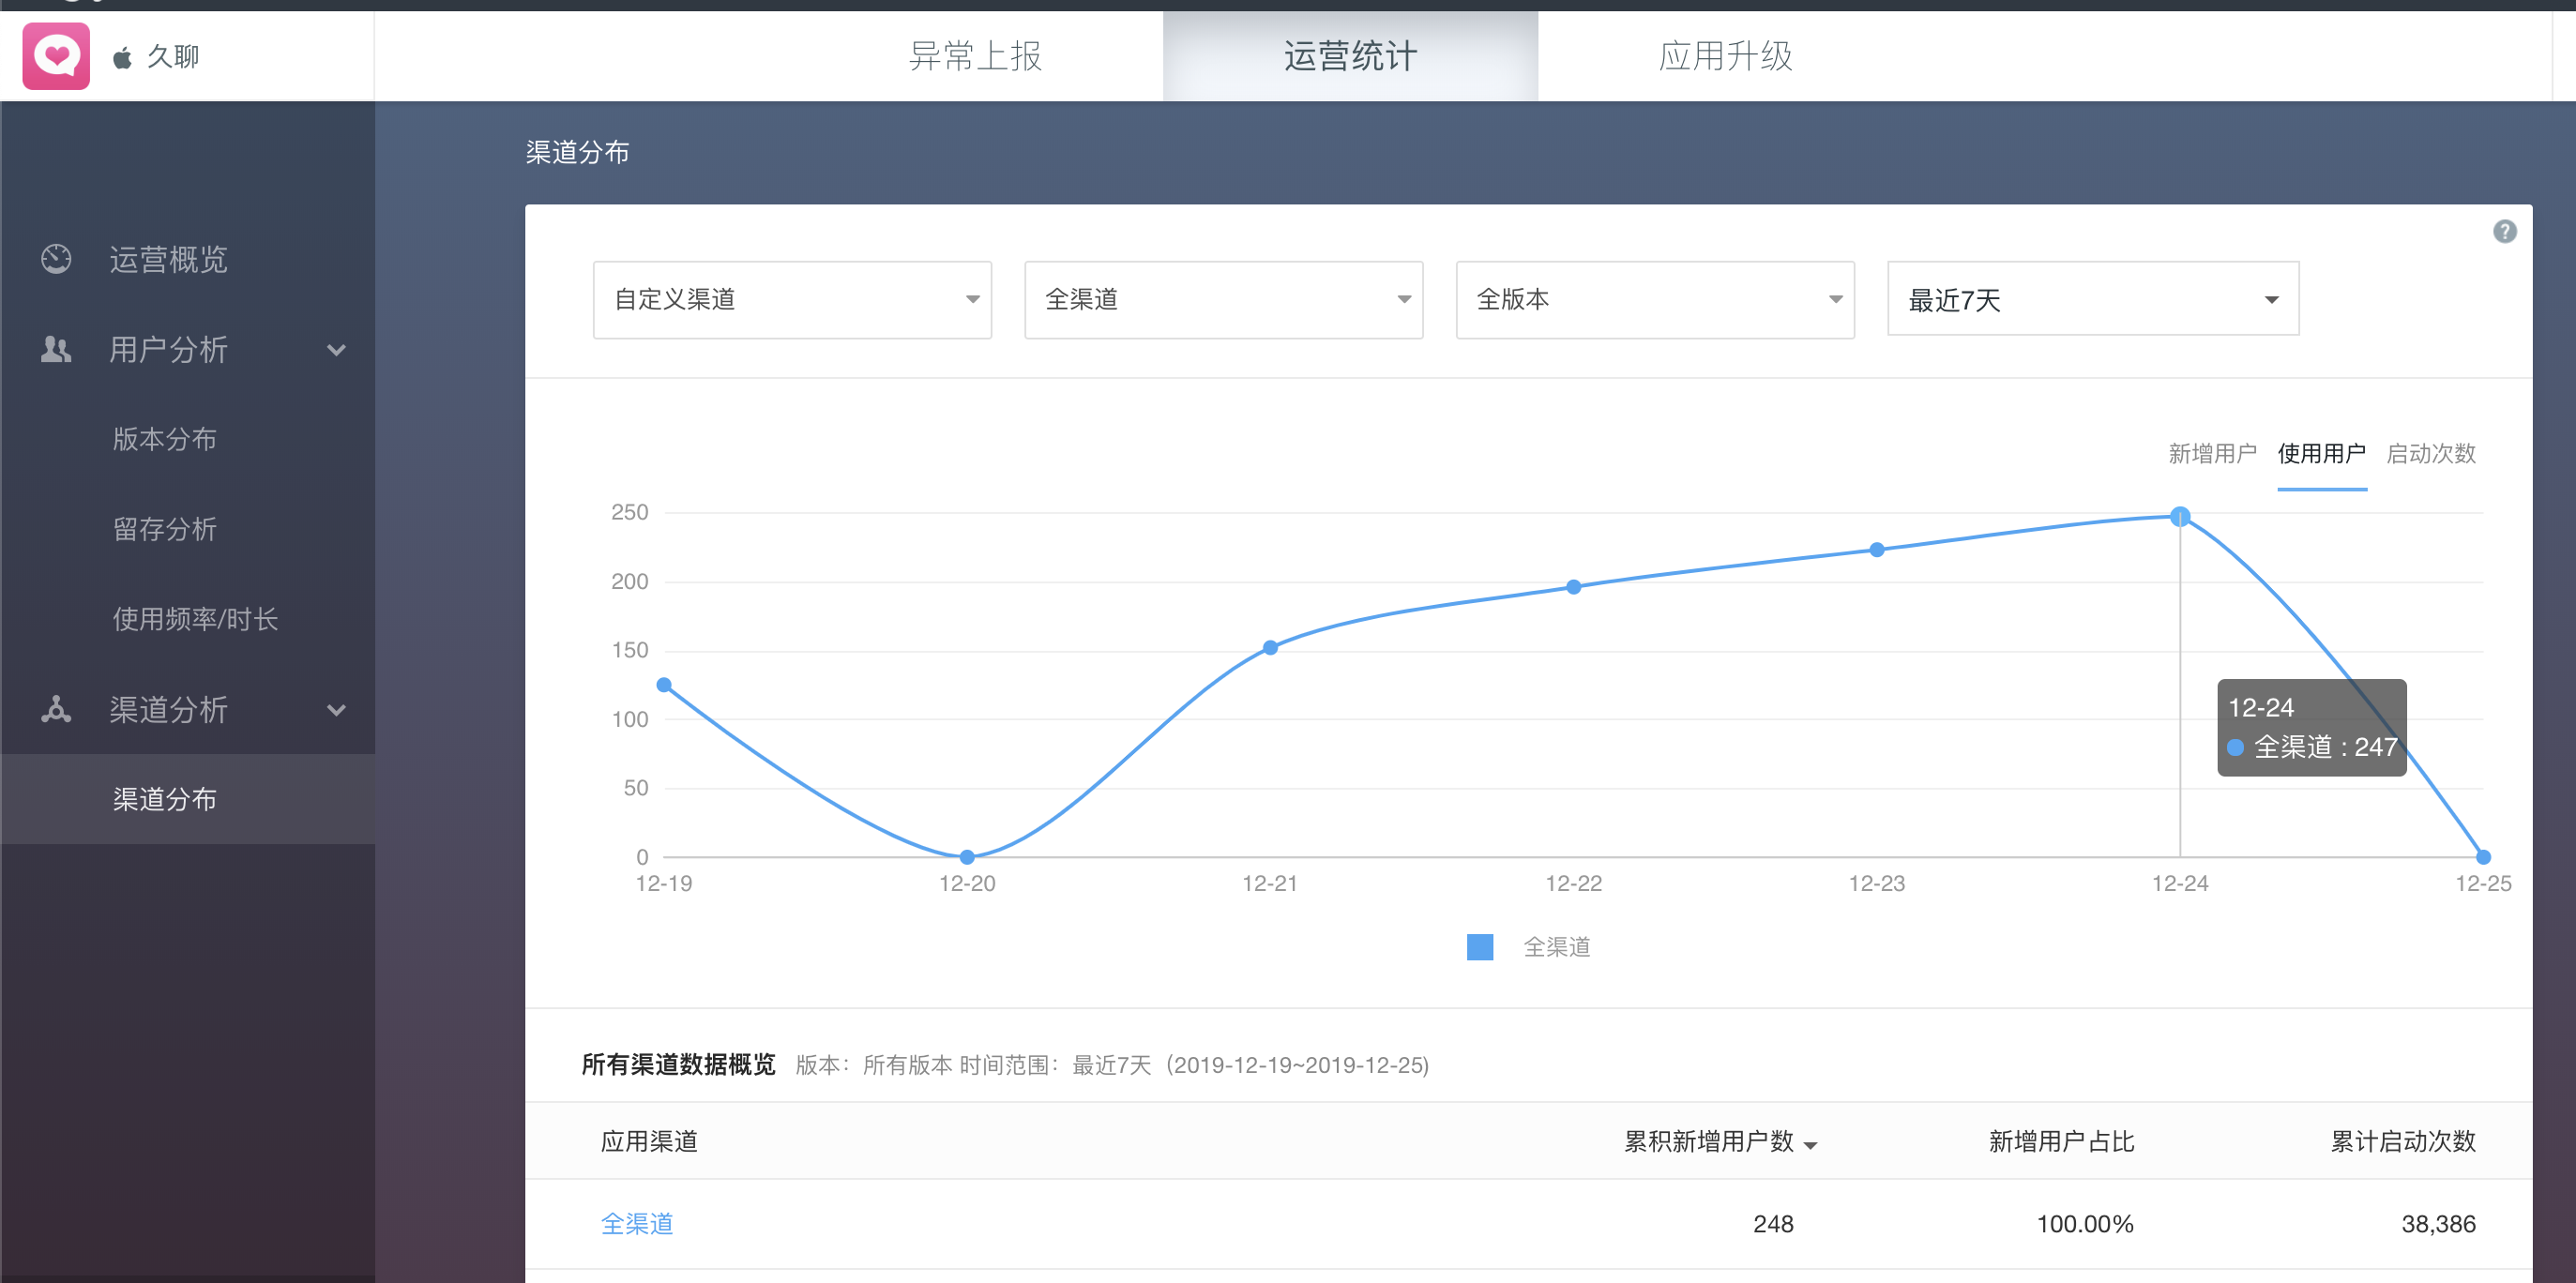 久聊
异常上报
运营统计
应用升级
渠道分布
运营概览
用户分析
版本分布
留存分析
使用频率/时长
渠道分析
渠道分布
自定义渠道
全渠道
全版本
最近7天
新增用户 使用用户 启动次数
250
200
150
100
50
0
12-19 12-20 12-21 12-22 12-23 12-24 12-25
12-24
全渠道 : 247
全渠道
所有渠道数据概览 版本：所有版本 时间范围：最近7天（2019-12-19~2019-12-25)
应用渠道 累积新增用户数 新增用户占比 累计启动次数
全渠道 248 100.00% 38,386